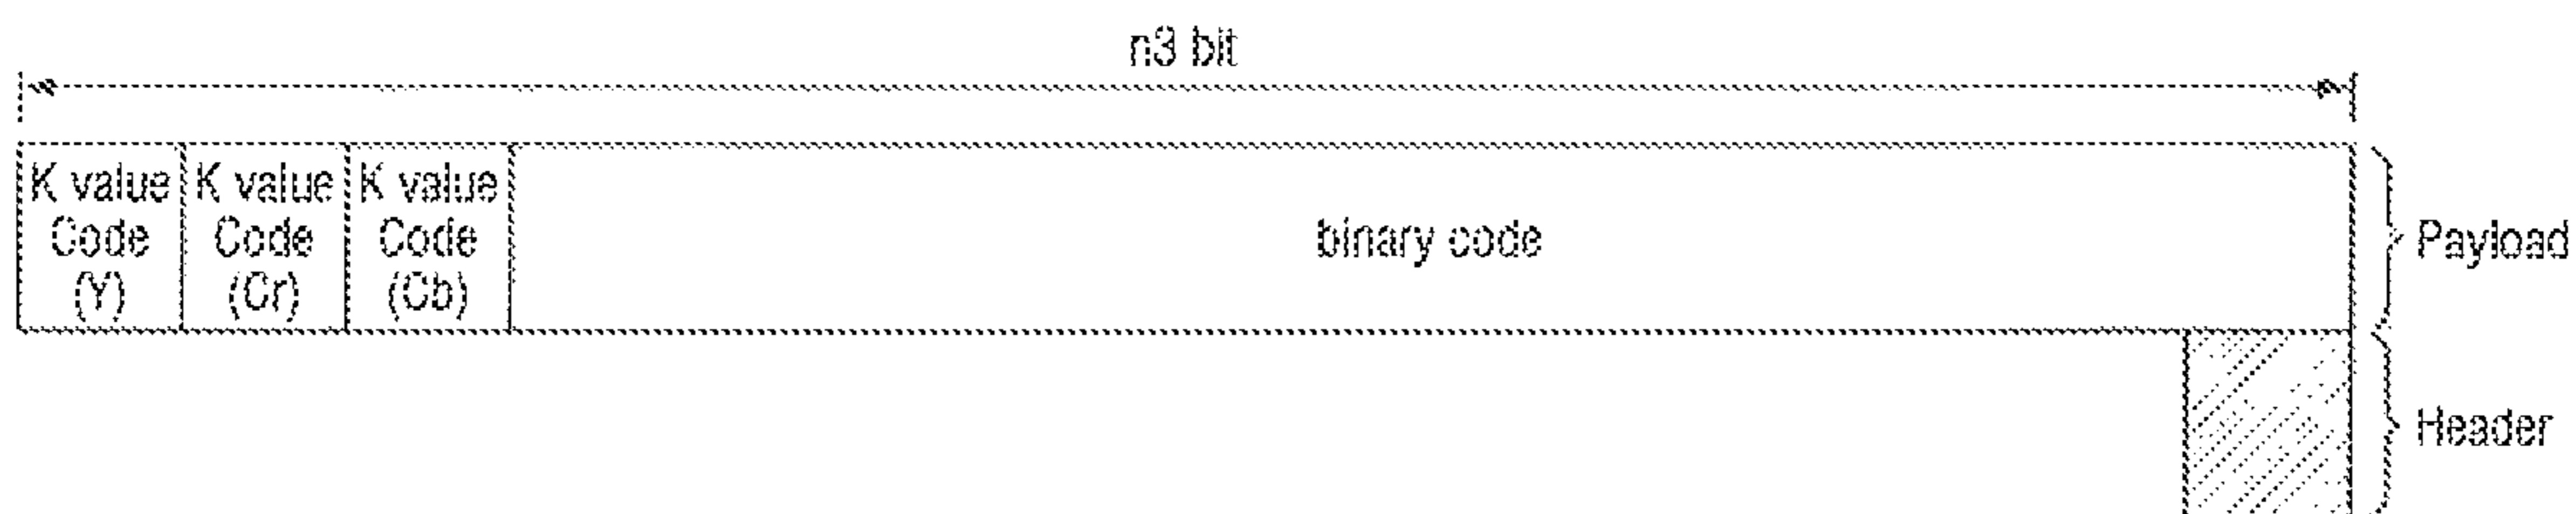 n3 bit
K value
Code
(Y)
K value
Code
(Cr)
K value
Code
(Cb)
binary code
Payload
Header